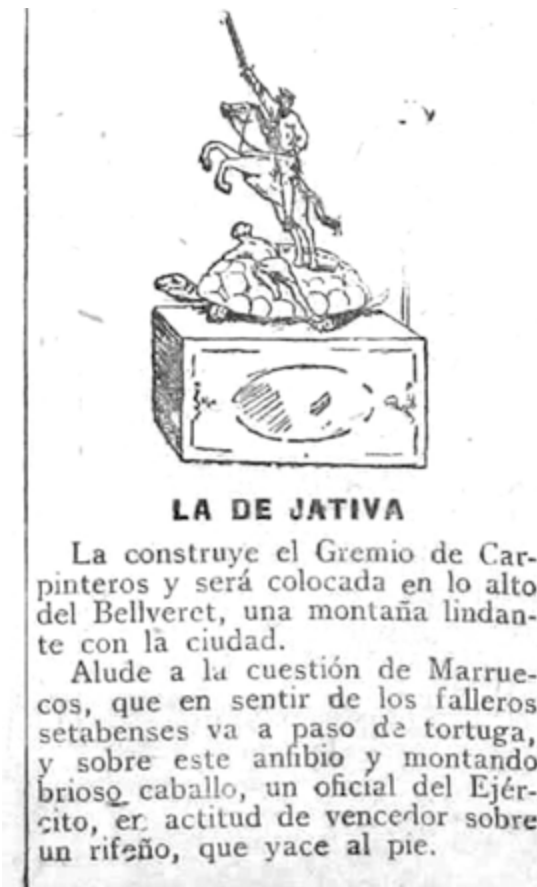 LA DE JATIVA
La construye el Gremio de Car-
pinteros y será colocada en lo alto
del Bellveret, una montaña lindan-
te con la ciudad.
Alude a la cuestión de Marrue-
cos, que en sentir de los falleros
setabenses va a paso de tortuga,
y sobre este anfibio y montando
brioso caballo, un oficial del Ejér-
cito, en actitud de vencedor sobre
un rifeño, que yace al pie.